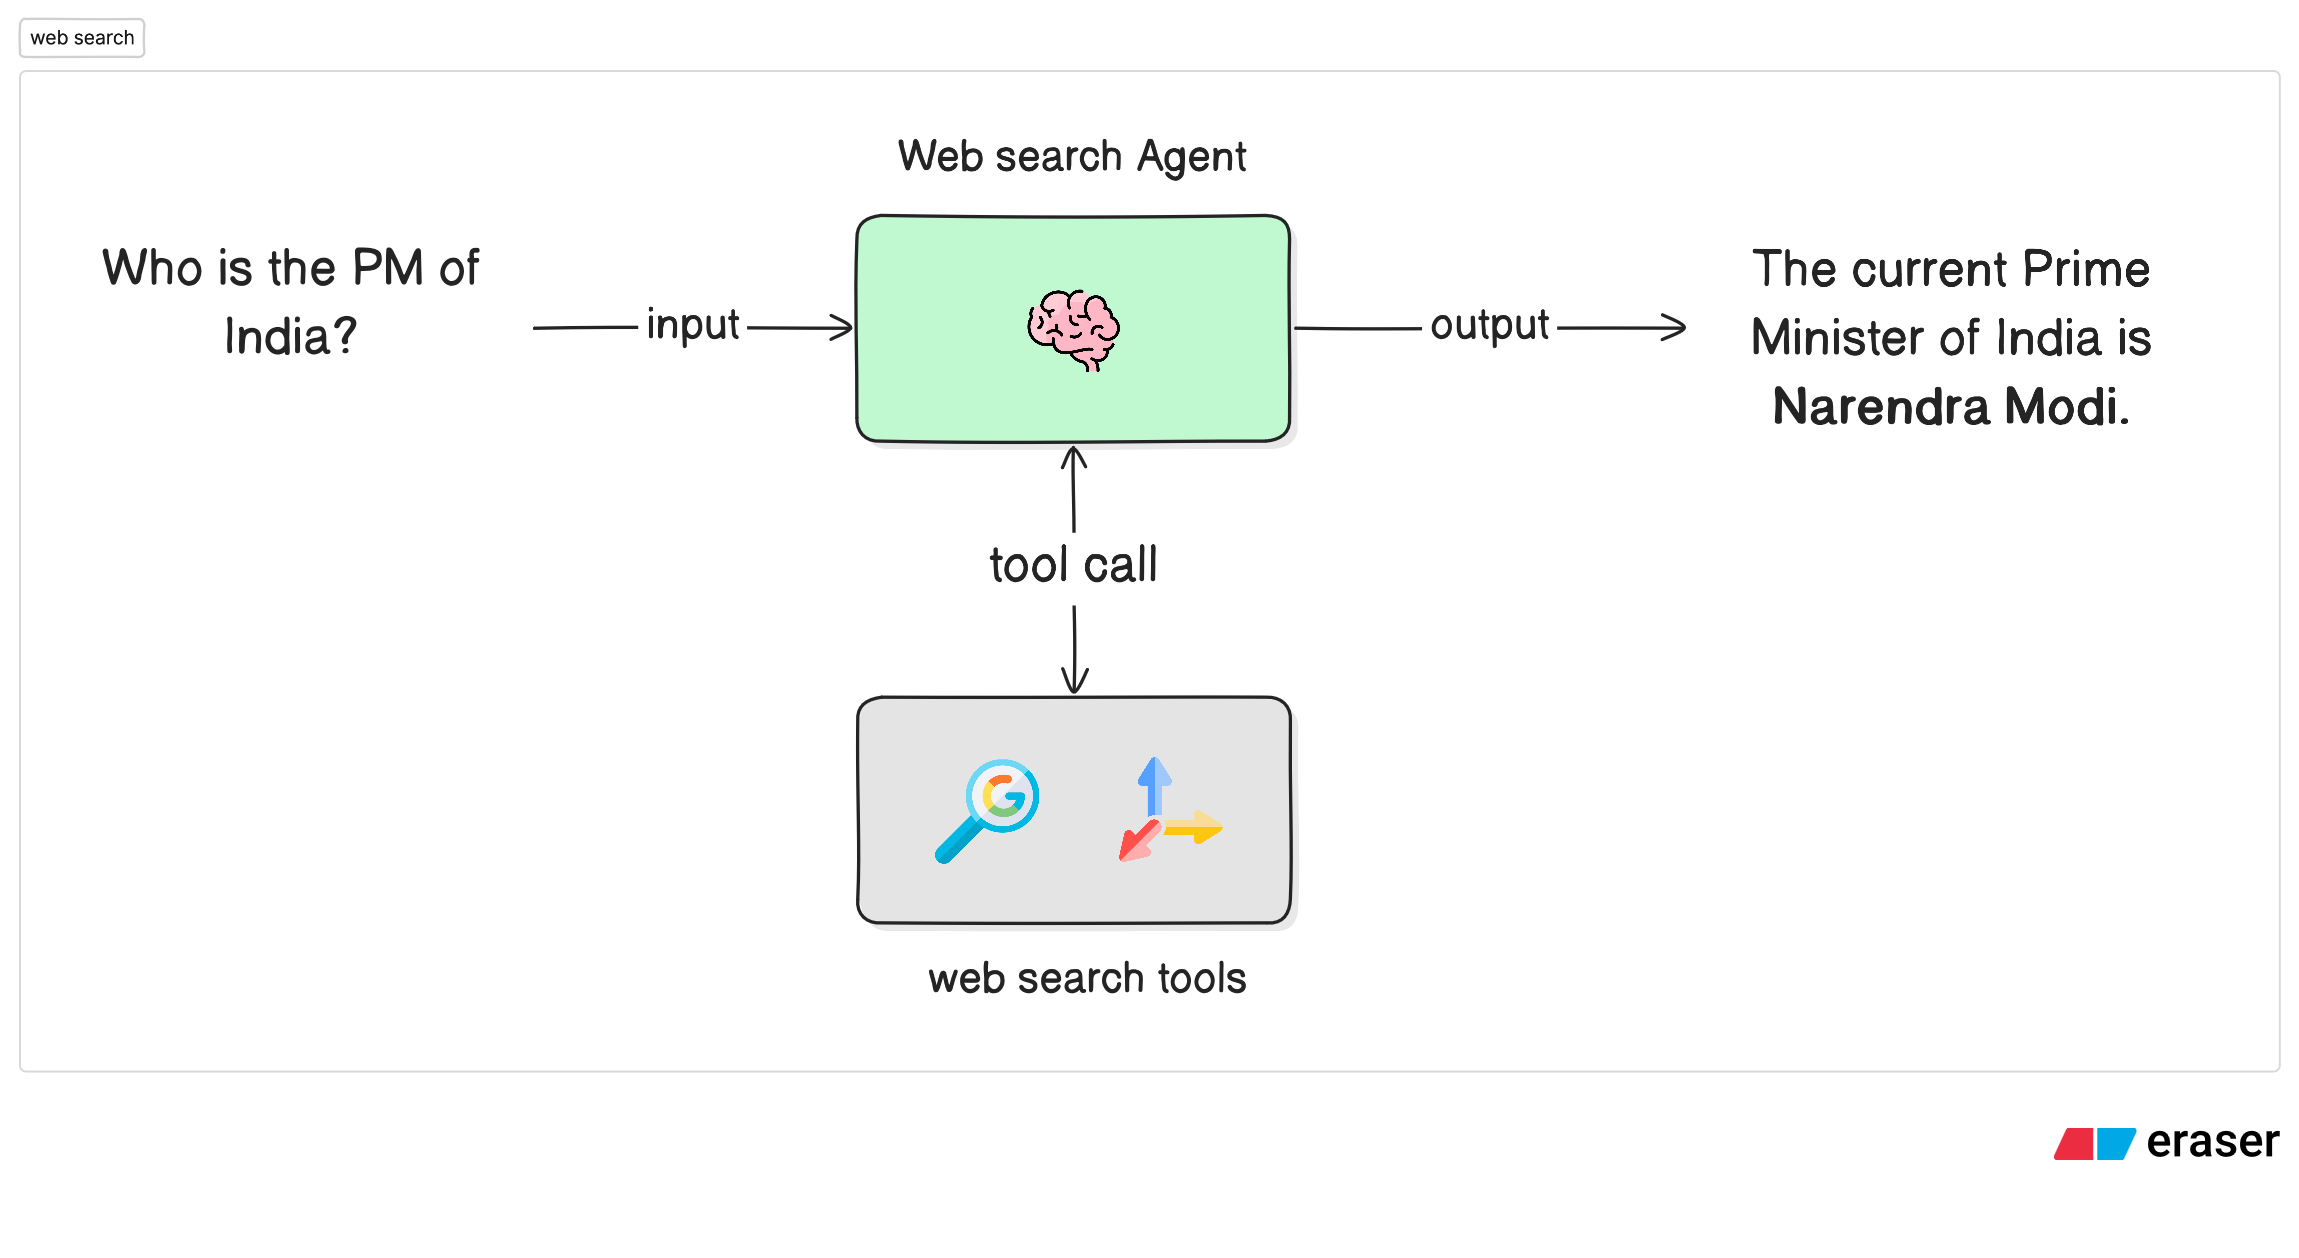 web search
Web search Agent
Who is the PM of
India?
input
output
The current Prime
Minister of India is
Narendra Modi.
tool call
G
web search tools
eraser